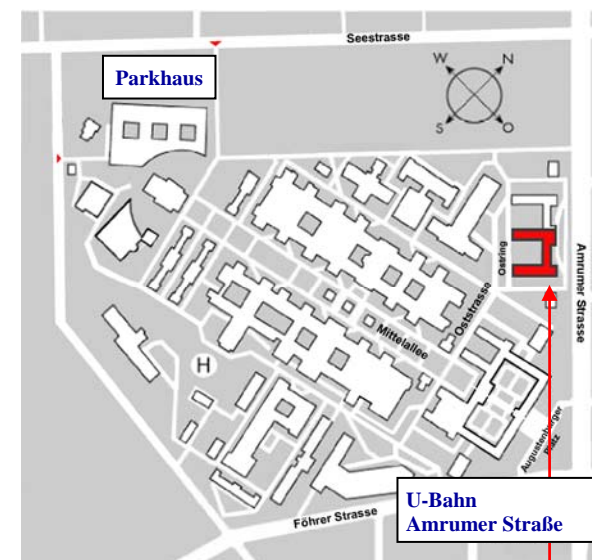 Seestrasse
Parkhaus
W
N
S
O
Ostring
Amrumer Strasse
Oststrasse
Mittelallee
H
Augustenburger
Platz
U-Bahn
Amrumer Straße
Föhrer Strasse